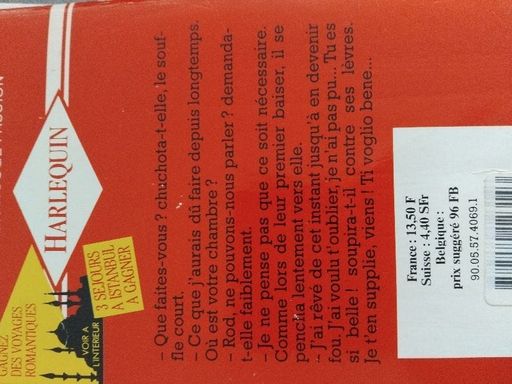 HARLEQUIN
GAGNEZ
DES VOYAGES
ROMANTIQUES
VOIR A
L'INTERIEUR
3 SEJOURS
A ISTANBUL
A GAGNER
– Que faites-vous ? chuchota-t-elle, le souf-
fle court.
– Ce que j'aurais dû faire depuis longtemps.
Où est votre chambre ?
– Rod, ne pouvons-nous parler ? demanda-
t-elle faiblement.
– Je ne pense pas que ce soit nécessaire.
Comme lors de leur premier baiser, il se
pencha lentement vers elle.
– J'ai rêvé de cet instant jusqu'à en devenir
fou. J'ai voulu t'oublier, je n'ai pas pu... Tu es
si belle ! soupira-t-il contre ses lèvres.
Je t'en supplie, viens ! Ti voglio bene...
France : 13,50 F
Suisse : 4,40 SFr
Belgique :
prix suggéré 96 FB
90.05.57.4069.1